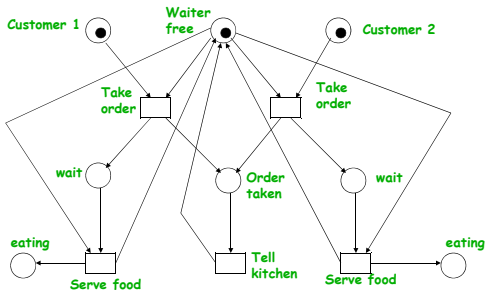 Customer 1
Waiter
free
Customer 2
Take
order
Take
order
wait
Order
taken
wait
eating
Tell
kitchen
eating
Serve food
Serve food